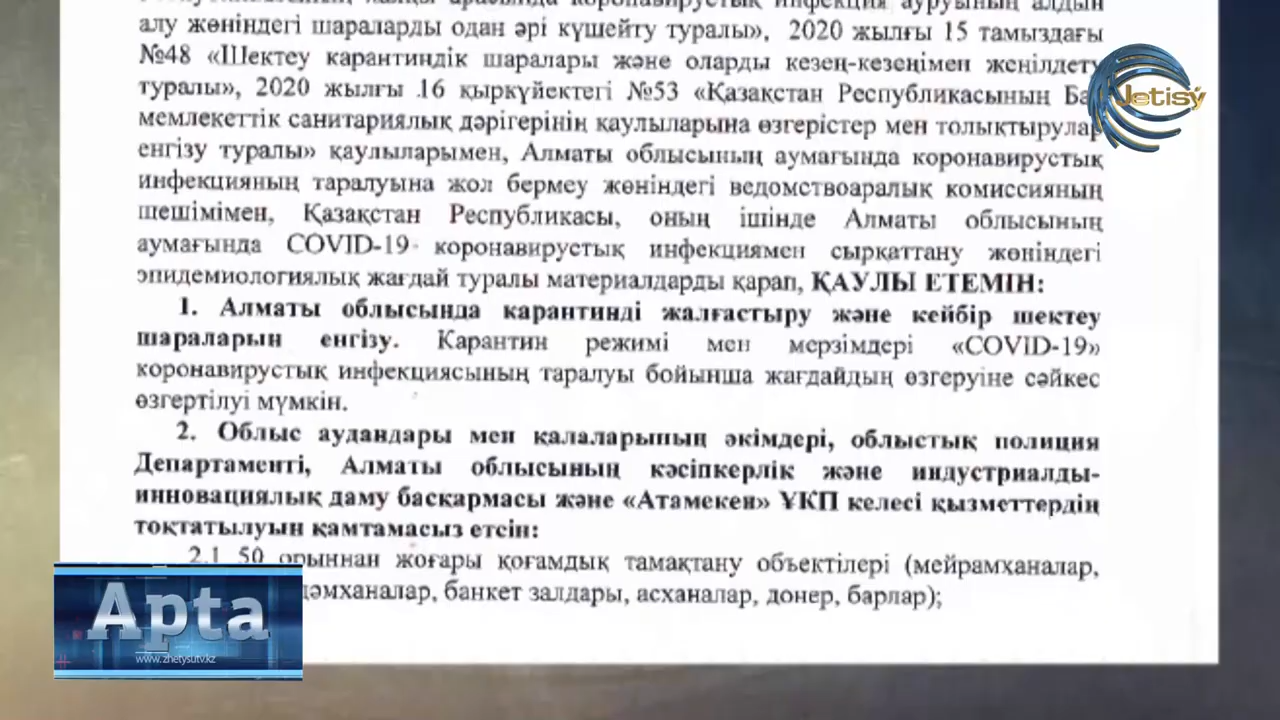 алу жөніндегі шараларды одан әрі күшейту туралы», 2020 жылғы 15 тамыздағы
№48 «Шектеу карантиндік шаралары және оларды кезең-кезеңімен жеңілдету
туралы», 2020 жылғы 16 қыркүйектегі №53 «Қазақстан Республикасының Бас
мемлекеттік санитариялық дәрігерінің қаулыларына өзгерістер мен толықтырулар
енгізу туралы» қаулыларымен, Алматы облысының аумағында коронавирустық
инфекцияның таралуына жол бермеу жөніндегі ведомствоаралық комиссияның
шешімімен, Қазақстан Республикасы, оның ішінде Алматы облысының
аумағында COVID-19 коронавирустық инфекциямен сырқаттану жөніндегі
эпидемиологиялық жағдай туралы материалдарды қарап, ҚАУЛЫ ЕТЕМІН:
1. Алматы облысында карантинді жалғастыру және кейбір шектеу
шараларын енгізу. Карантин режимі мен мерзімдері «COVID-19»
коронавирустық инфекциясының таралуы бойынша жағдайдың өзгеруіне сәйкес
өзгертілуі мүмкін.
2. Облыс аудандары мен қалаларының әкімдері, облыстық полиция
Департаменті, Алматы облысының кәсіпкерлік және индустриалды-
инновациялық даму басқармасы және «Атамекен» ҰКП келесі қызметтердің
тоқтатылуын қамтамасыз етсін:
2.1 50 орыннан жоғары қоғамдық тамақтану объектілері (мейрамханалар,
банкет залдары, асханалар, донер, барлар);
Jetisý
Apta
www.zhetysutv.kz